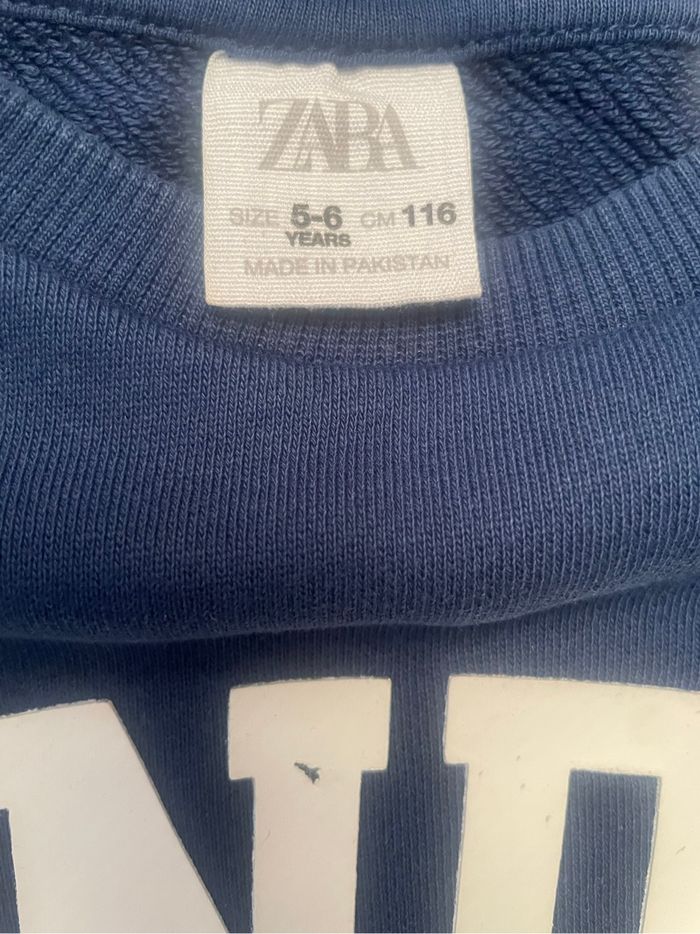 ZARA
SIZE 5-6 CM 116
YEARS
MADE IN PAKISTAN